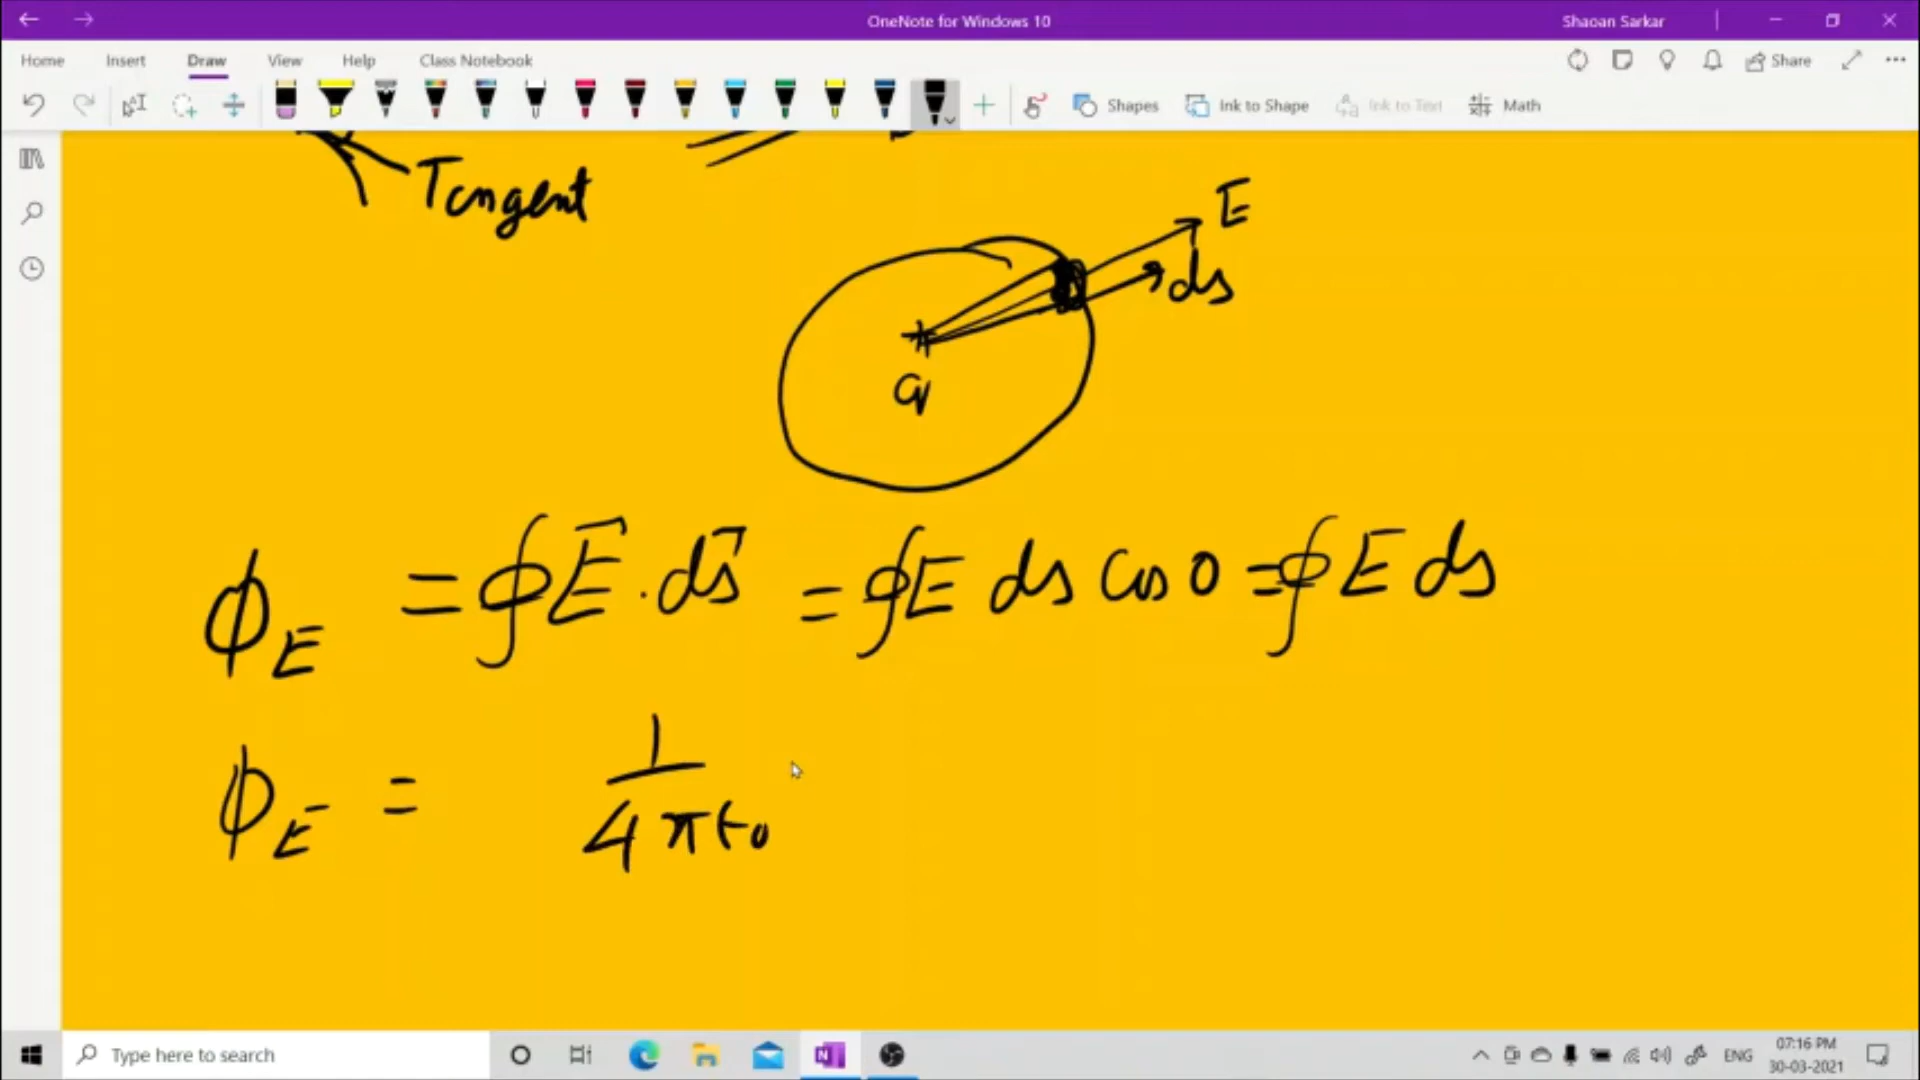 OneNote for Windows 10
Shaoan Sarkar
Home Insert Draw View Help Class Notebook
Share
Shapes Ink to Shape Ink to Text Math
Tangent
E
ds
q
ϕ_E = ∮E⃗ . ds⃗ = ∮E ds Cos 0 = ∮ E ds
ϕ_E = 1/4πϵ₀
Type here to search
ENG
07:16 PM
30-03-2021